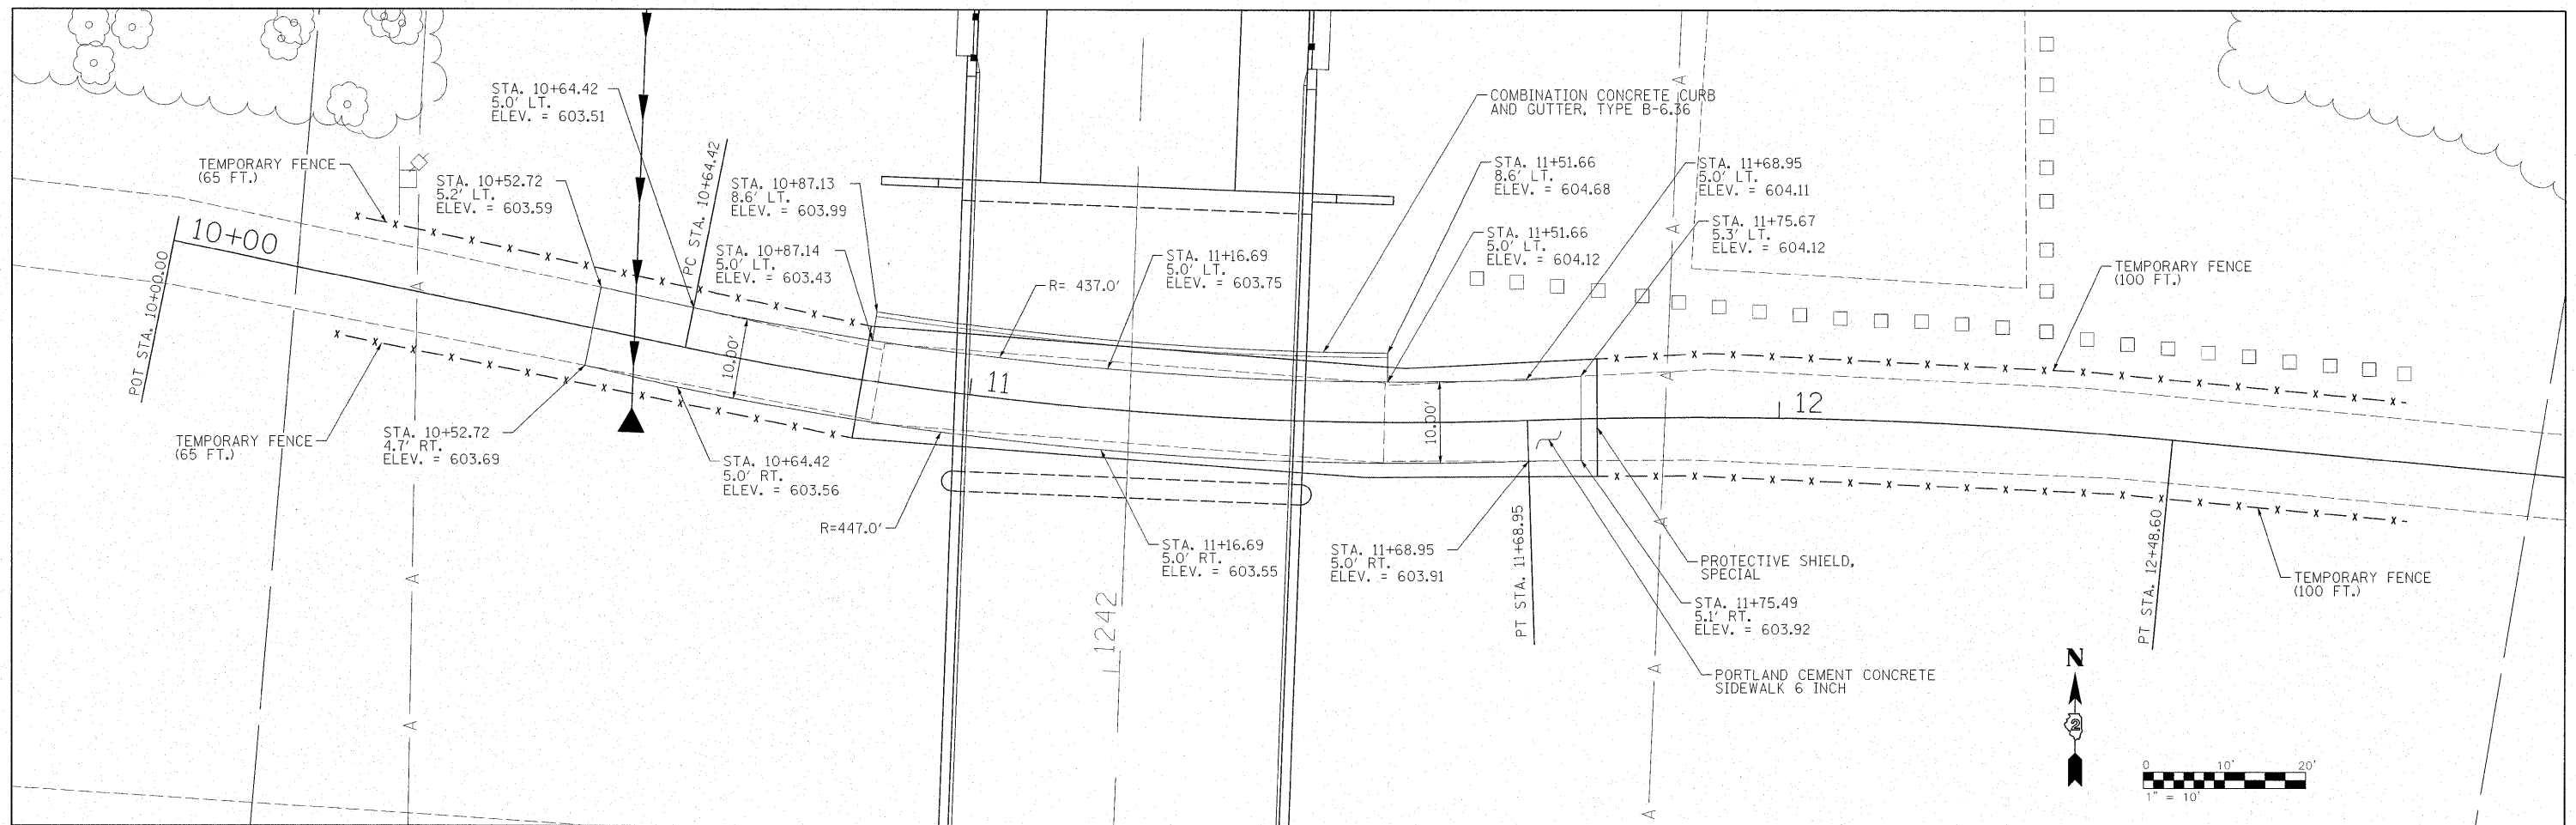 STA. 10+64.42
5.0' LT.
ELEV. = 603.51
COMBINATION CONCRETE CURB
AND GUTTER, TYPE B-6.36
TEMPORARY FENCE
(65 FT.)
STA. 10+52.72
5.2' LT.
ELEV. = 603.59
PC STA. 10+64.42
STA. 10+87.13
8.6' LT.
ELEV. = 603.99
STA. 11+51.66
8.6' LT.
ELEV. = 604.68
STA. 11+68.95
5.0' LT.
ELEV. = 604.11
10+00
POT STA. 10+00.00
STA. 10+87.14
5.0' LT.
ELEV. = 603.43
R= 437.0'
STA. 11+16.69
5.0' LT.
ELEV. = 603.75
STA. 11+51.66
5.0' LT.
ELEV. = 604.12
STA. 11+75.67
5.3' LT.
ELEV. = 604.12
TEMPORARY FENCE
(100 FT.)
10.00'
11
10.00'
12
TEMPORARY FENCE
(65 FT.)
STA. 10+52.72
4.7' RT.
ELEV. = 603.69
STA. 10+64.42
5.0' RT.
ELEV. = 603.56
R=447.0'
STA. 11+16.69
5.0' RT.
ELEV. = 603.55
STA. 11+68.95
5.0' RT.
ELEV. = 603.91
PT STA. 11+68.95
PROTECTIVE SHIELD,
SPECIAL
STA. 11+75.49
5.1' RT.
ELEV. = 603.92
PORTLAND CEMENT CONCRETE
SIDEWALK 6 INCH
PT STA. 12+48.60
TEMPORARY FENCE
(100 FT.)
1242
N
2
0 10' 20'
1" = 10'
A
A
A
A
A
A
A
A
A
A